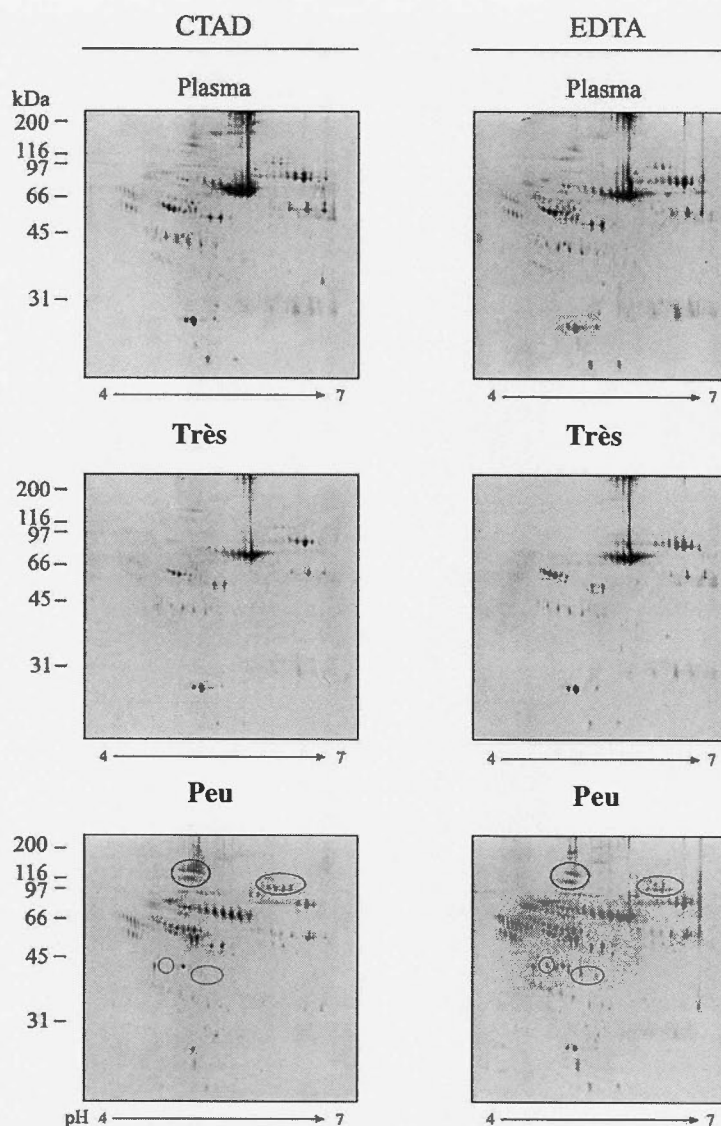 CTAD EDTA
Plasma Plasma
kDa
200 –
116 –
97 –
66 –
45 –
31 –
4 7 4 7
Très Très
200 –
116 –
97 –
66 –
45 –
31 –
4 7 4 7
Peu Peu
200 –
116 –
97 –
66 –
45 –
31 –
pH 4 7 4 7